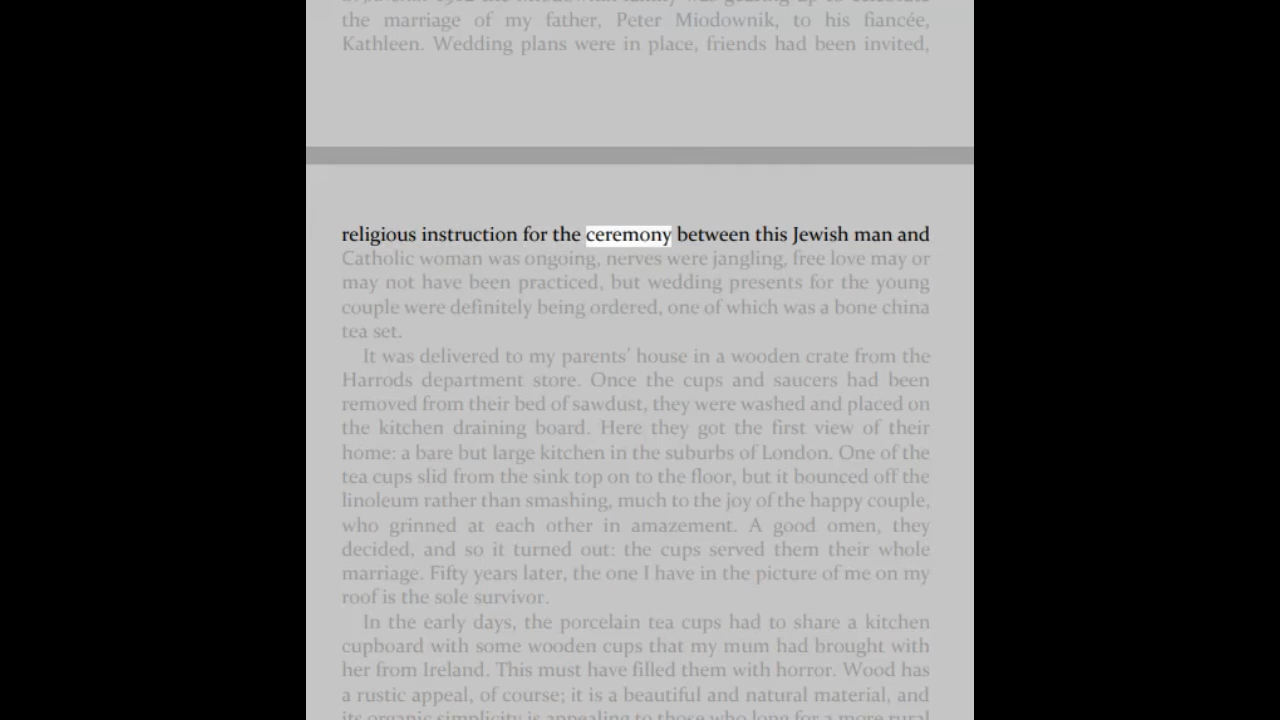 the marriage of my father, Peter Miodownik, to his fiancée,
Kathleen. Wedding plans were in place, friends had been invited,
religious instruction for the ceremony between this Jewish man and
Catholic woman was ongoing, nerves were jangling, free love may or
may not have been practiced, but wedding presents for the young
couple were definitely being ordered, one of which was a bone china
tea set.
It was delivered to my parents' house in a wooden crate from the
Harrods department store. Once the cups and saucers had been
removed from their bed of sawdust, they were washed and placed on
the kitchen draining board. Here they got the first view of their
home: a bare but large kitchen in the suburbs of London. One of the
tea cups slid from the sink top on to the floor, but it bounced off the
linoleum rather than smashing, much to the joy of the happy couple,
who grinned at each other in amazement. A good omen, they
decided, and so it turned out: the cups served them their whole
marriage. Fifty years later, the one I have in the picture of me on my
roof is the sole survivor.
In the early days, the porcelain tea cups had to share a kitchen
cupboard with some wooden cups that my mum had brought with
her from Ireland. This must have filled them with horror. Wood has
a rustic appeal, of course; it is a beautiful and natural material, and
its organic simplicity is appealing to those who long for a more rural